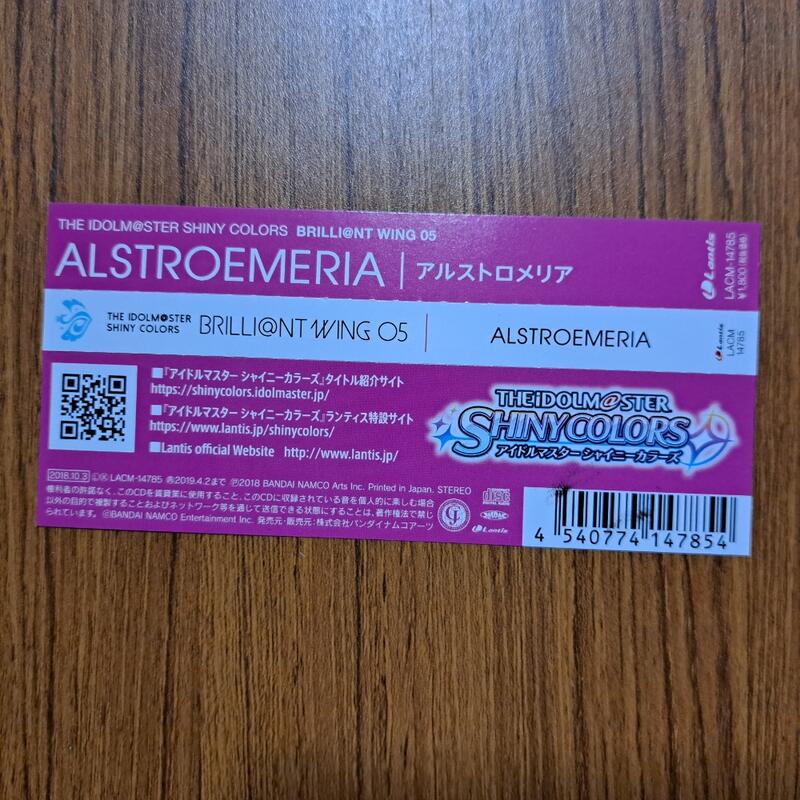 THE IDOLM@STER SHINY COLORS BRILLI@NT WING 05
ALSTROEMERIA | アルストロメリア
Lantis
LACM-14785
¥1,800(税抜価格)
THE IDOLM@STER
SHINY COLORS
BRILLI@NT WING 05
ALSTROEMERIA
Lantis
LACM
14785
■『アイドルマスター シャイニーカラーズ』タイトル紹介サイト
https://shinycolors.idolmaster.jp/
■『アイドルマスター シャイニーカラーズ』ランティス特設サイト
https://www.lantis.jp/shinycolors/
■Lantis official Website http://www.lantis.jp/
THE IDOLM@STER
SHINY COLORS
アイドルマスター シャイニーカラーズ
2018.10.3 LACM-14785 2019.4.2まで Ⓟ2018 BANDAI NAMCO Arts Inc. Printed in Japan. STEREO
権利者の許諾なく、このCDを賃貸業に使用すること、このCDに収録されている音を個人的に楽しむ場合
以外の目的で複製することおよびネットワーク等を通じて送信できる状態にすることは、著作権法で禁じ
られています。 ©BANDAI NAMCO Entertainment Inc. 発売元・販売元:株式会社バンダイナムコアーツ
Lantis
4 540774 147854